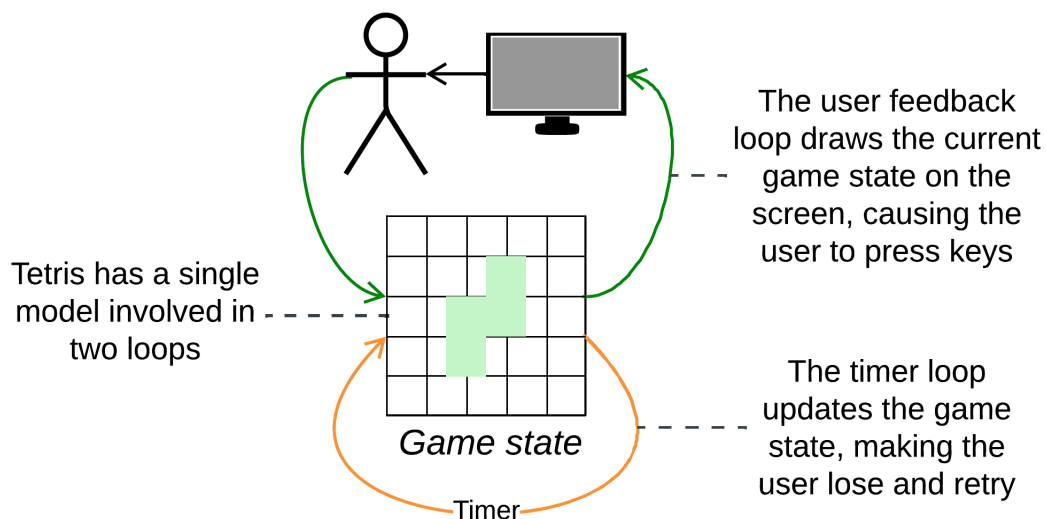 The user feedback
loop draws the current
game state on the
screen, causing the
user to press keys
Tetris has a single
model involved in
two loops
Game state
The timer loop
updates the game
state, making the
user lose and retry
Timer